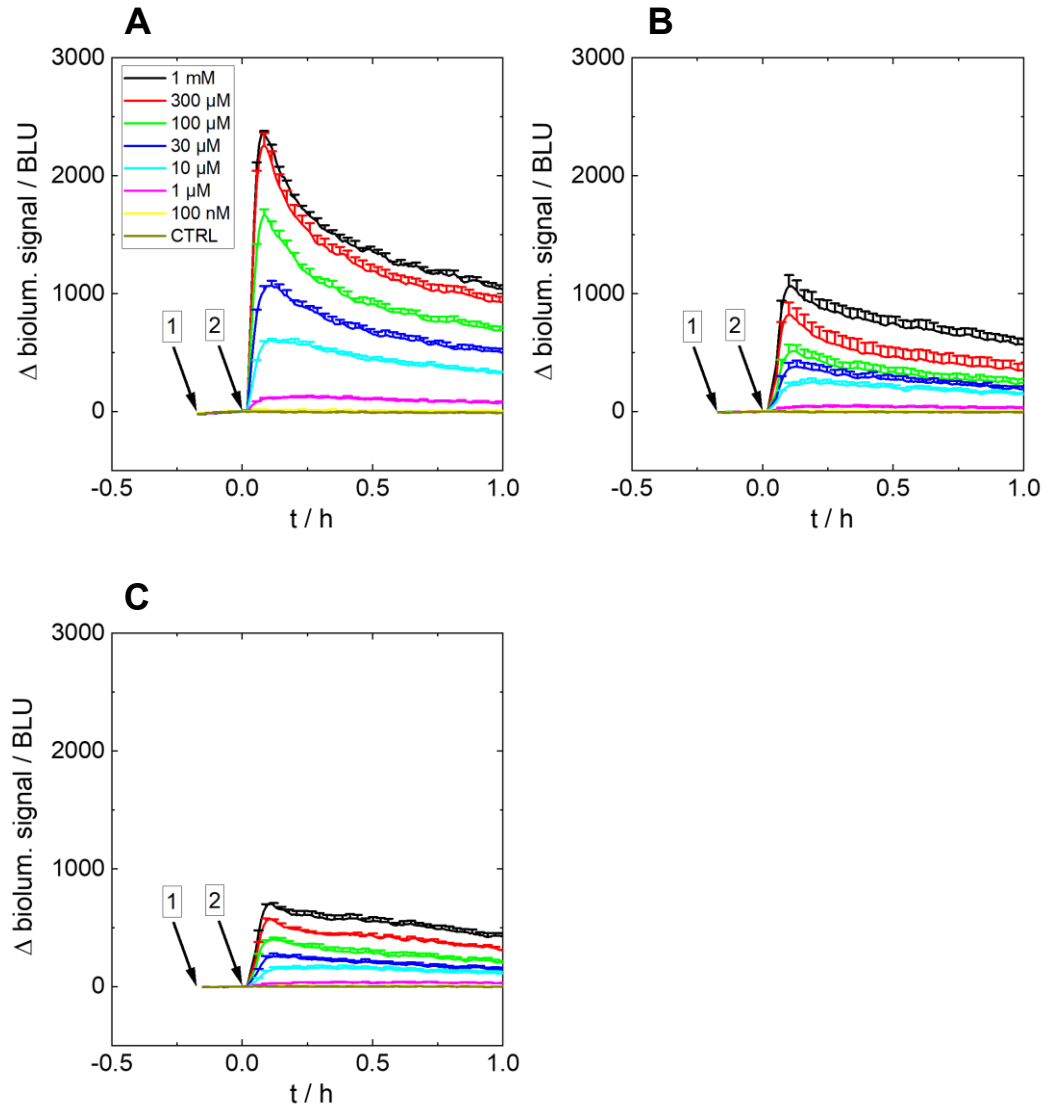 A
3000
2000
1000
0
Δ biolum. signal / BLU
1 mM
300 µM
100 µM
30 µM
10 µM
1 µM
100 nM
CTRL
1
2
-0.5
0.0
0.5
1.0
t / h
B
3000
2000
1000
0
Δ biolum. signal / BLU
1
2
-0.5
0.0
0.5
1.0
t / h
C
3000
2000
1000
0
Δ biolum. signal / BLU
1
2
-0.5
0.0
0.5
1.0
t / h